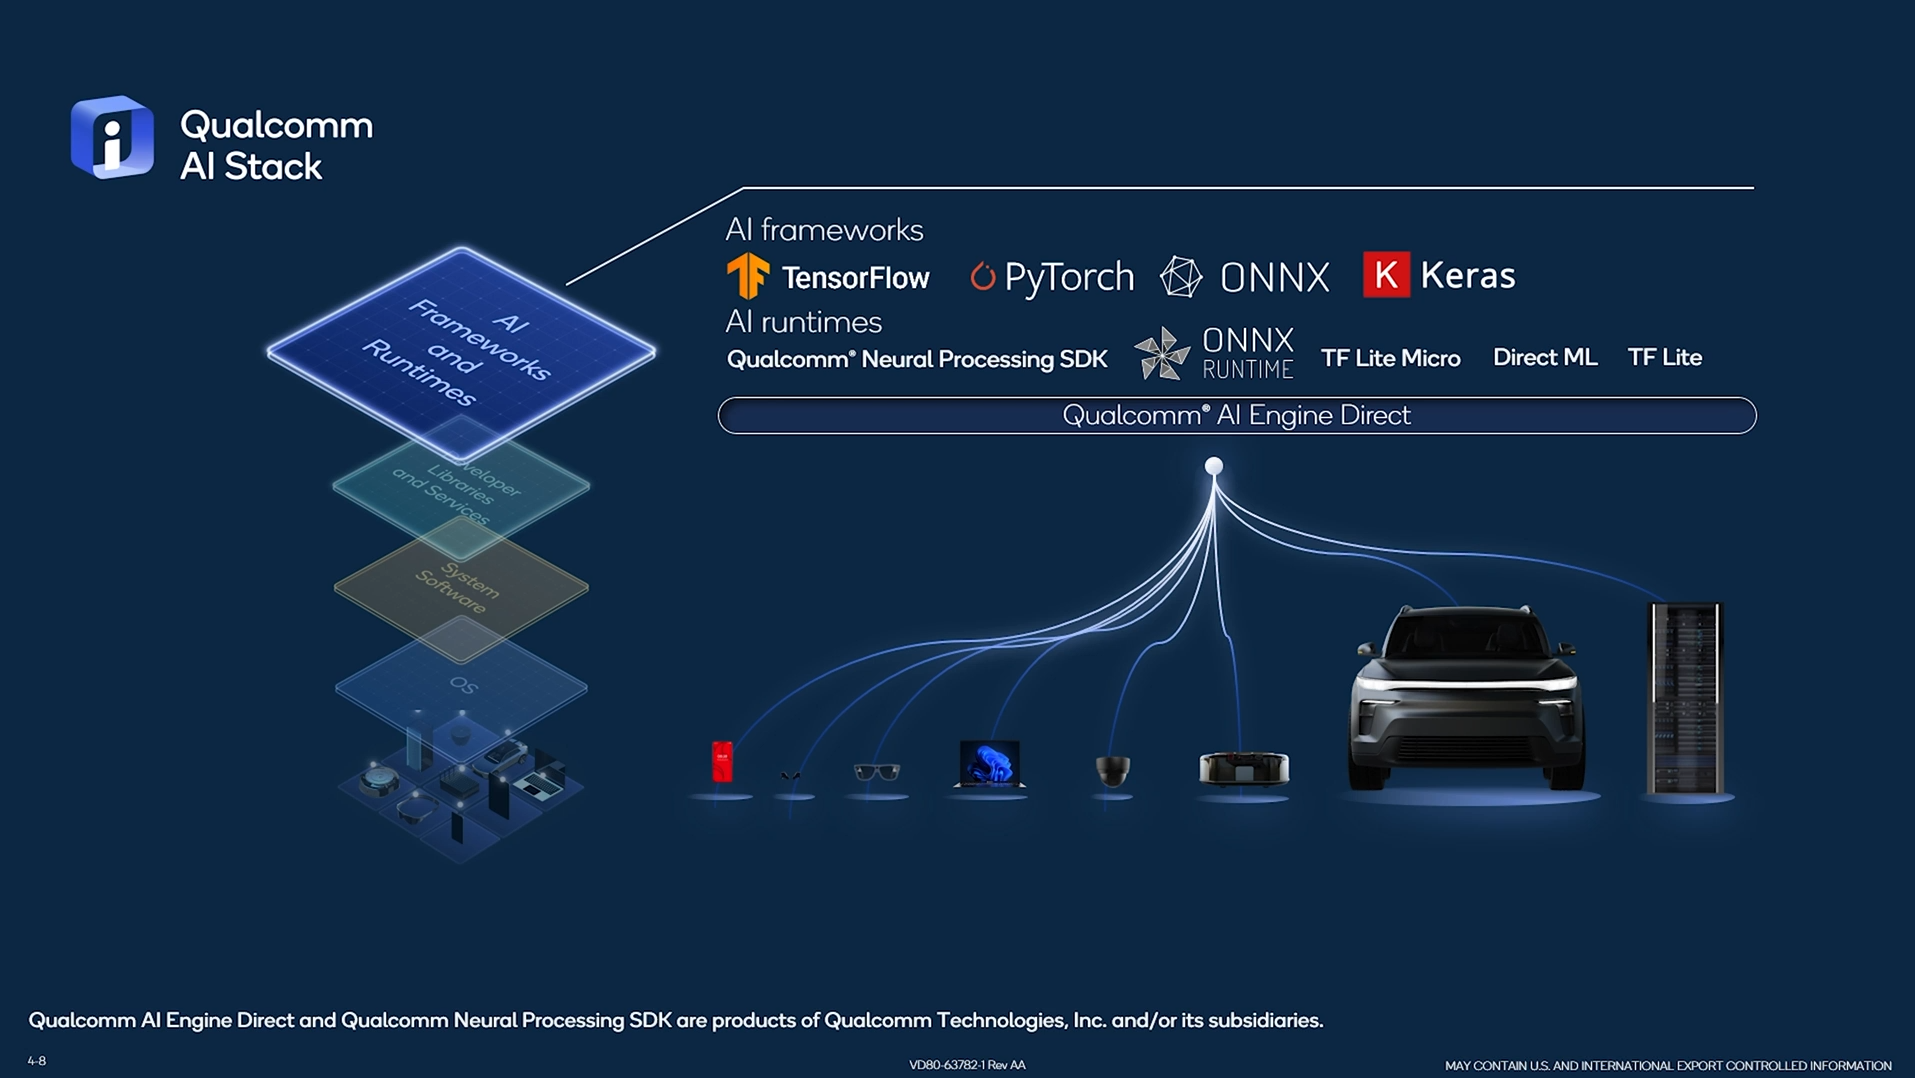 Qualcomm
AI Stack
AI frameworks
TensorFlow PyTorch ONNX K Keras
AI runtimes
Qualcomm® Neural Processing SDK ONNX RUNTIME TF Lite Micro Direct ML TF Lite
Qualcomm® AI Engine Direct
AI
Frameworks
and
Runtimes
veloper
Libraries
and Services
System
Software
OS
Qualcomm AI Engine Direct and Qualcomm Neural Processing SDK are products of Qualcomm Technologies, Inc. and/or its subsidiaries.
4-8
VD80-63782-1 Rev AA
MAY CONTAIN U.S. AND INTERNATIONAL EXPORT CONTROLLED INFORMATION